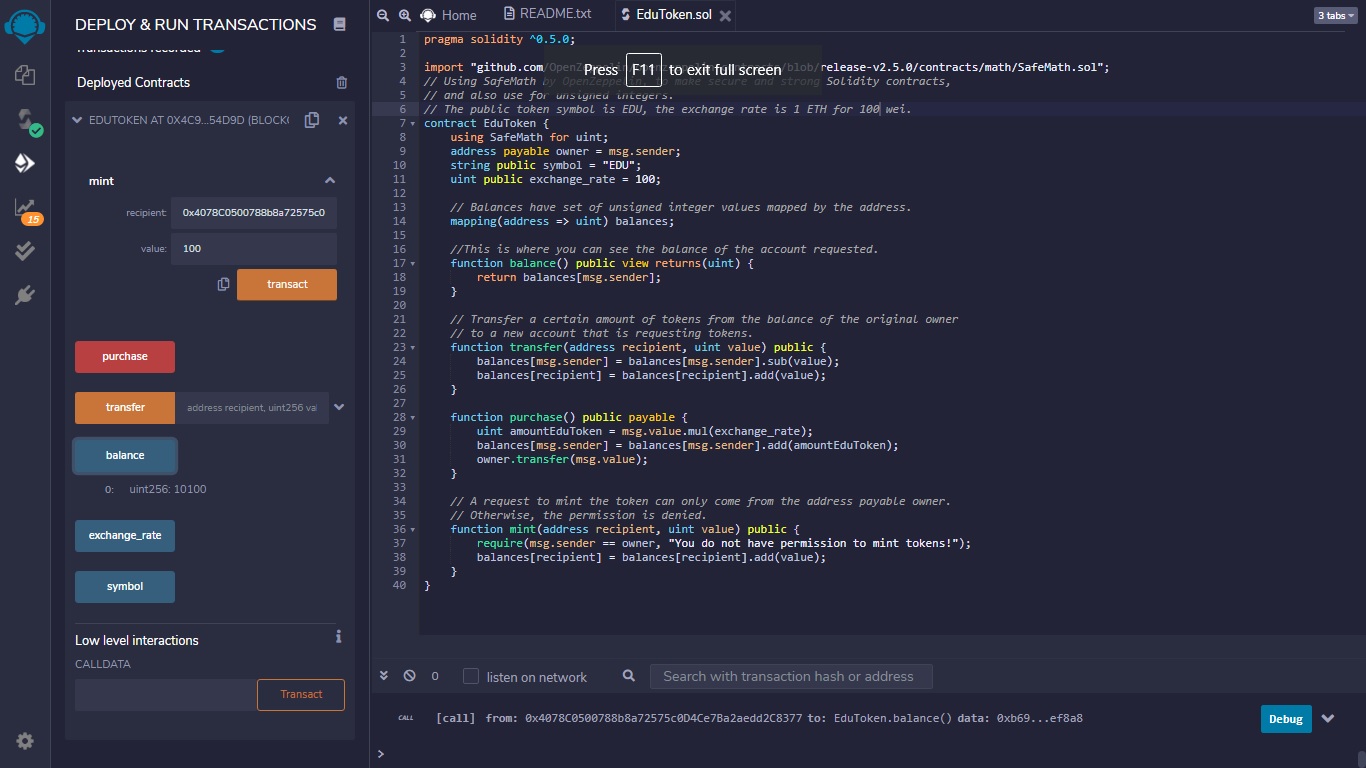 DEPLOY & RUN TRANSACTIONS
Transactions recorded
Deployed Contracts
EDUTOKEN AT 0X4C9...54D9D (BLOCKC
mint
recipient: 0x4078C0500788b8a72575c0
value: 100
transact
purchase
transfer address recipient, uint256 val
balance
0: uint256: 10100
exchange_rate
symbol
Low level interactions
CALLDATA
Transact
15
Home README.txt EduToken.sol 3 tabs
Press F11 to exit full screen
1 pragma solidity ^0.5.0;
2
3 import "github.com/OpenZeppelin/ /blob/release-v2.5.0/contracts/math/SafeMath.sol";
4 // Using SafeMath by OpenZeppelin, to make secure and strong Solidity contracts,
5 // and also use for unsigned integers.
6 // The public token symbol is EDU, the exchange rate is 1 ETH for 100 wei.
7 contract EduToken {
8 using SafeMath for uint;
9 address payable owner = msg.sender;
10 string public symbol = "EDU";
11 uint public exchange_rate = 100;
12
13 // Balances have set of unsigned integer values mapped by the address.
14 mapping(address => uint) balances;
15
16 //This is where you can see the balance of the account requested.
17 function balance() public view returns(uint) {
18 return balances[msg.sender];
19 }
20
21 // Transfer a certain amount of tokens from the balance of the original owner
22 // to a new account that is requesting tokens.
23 function transfer(address recipient, uint value) public {
24 balances[msg.sender] = balances[msg.sender].sub(value);
25 balances[recipient] = balances[recipient].add(value);
26 }
27
28 function purchase() public payable {
29 uint amountEduToken = msg.value.mul(exchange_rate);
30 balances[msg.sender] = balances[msg.sender].add(amountEduToken);
31 owner.transfer(msg.value);
32 }
33
34 // A request to mint the token can only come from the address payable owner.
35 // Otherwise, the permission is denied.
36 function mint(address recipient, uint value) public {
37 require(msg.sender == owner, "You do not have permission to mint tokens!");
38 balances[recipient] = balances[recipient].add(value);
39 }
40 }
0 listen on network Search with transaction hash or address
CALL [call] from: 0x4078C0500788b8a72575c0D4Ce7Ba2aedd2C8377 to: EduToken.balance() data: 0xb69...ef8a8 Debug
>